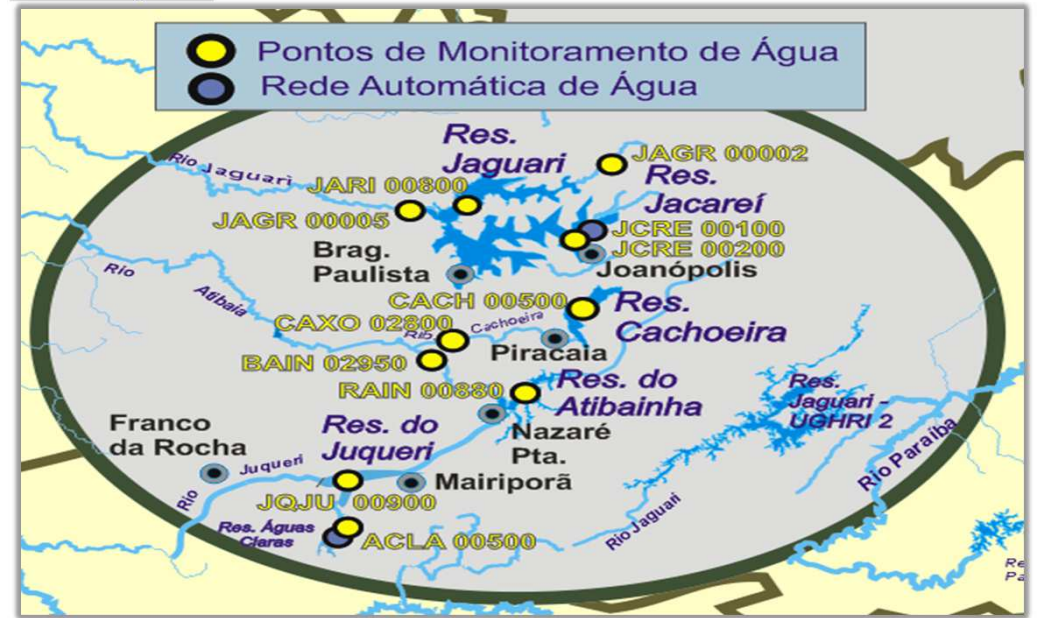 Pontos de Monitoramento de Água
Rede Automática de Água
Res.
Jaguari
JAGR 00002
Rio Jaguari
JARI 00800
Res.
Jacareí
JAGR 00005
JCRE 00100
JCRE 00200
Brag.
Paulista
Joanópolis
Rio
Atibaia
CACH 00500
Res.
Cachoeira
CAXO 02800
Rib.
Cachoeira
Piracaia
BAIN 02950
RAIN 00880
Res. do
Atibainha
Res.
Jaguari -
UGHRI 2
Franco
da Rocha
Res. do
Juqueri
Nazaré
Pta.
Rio Paraíba
Rio
Juqueri
Mairiporã
JQJU 00900
Res. Águas
Claras
ACLA 00500
Rio Jaguari